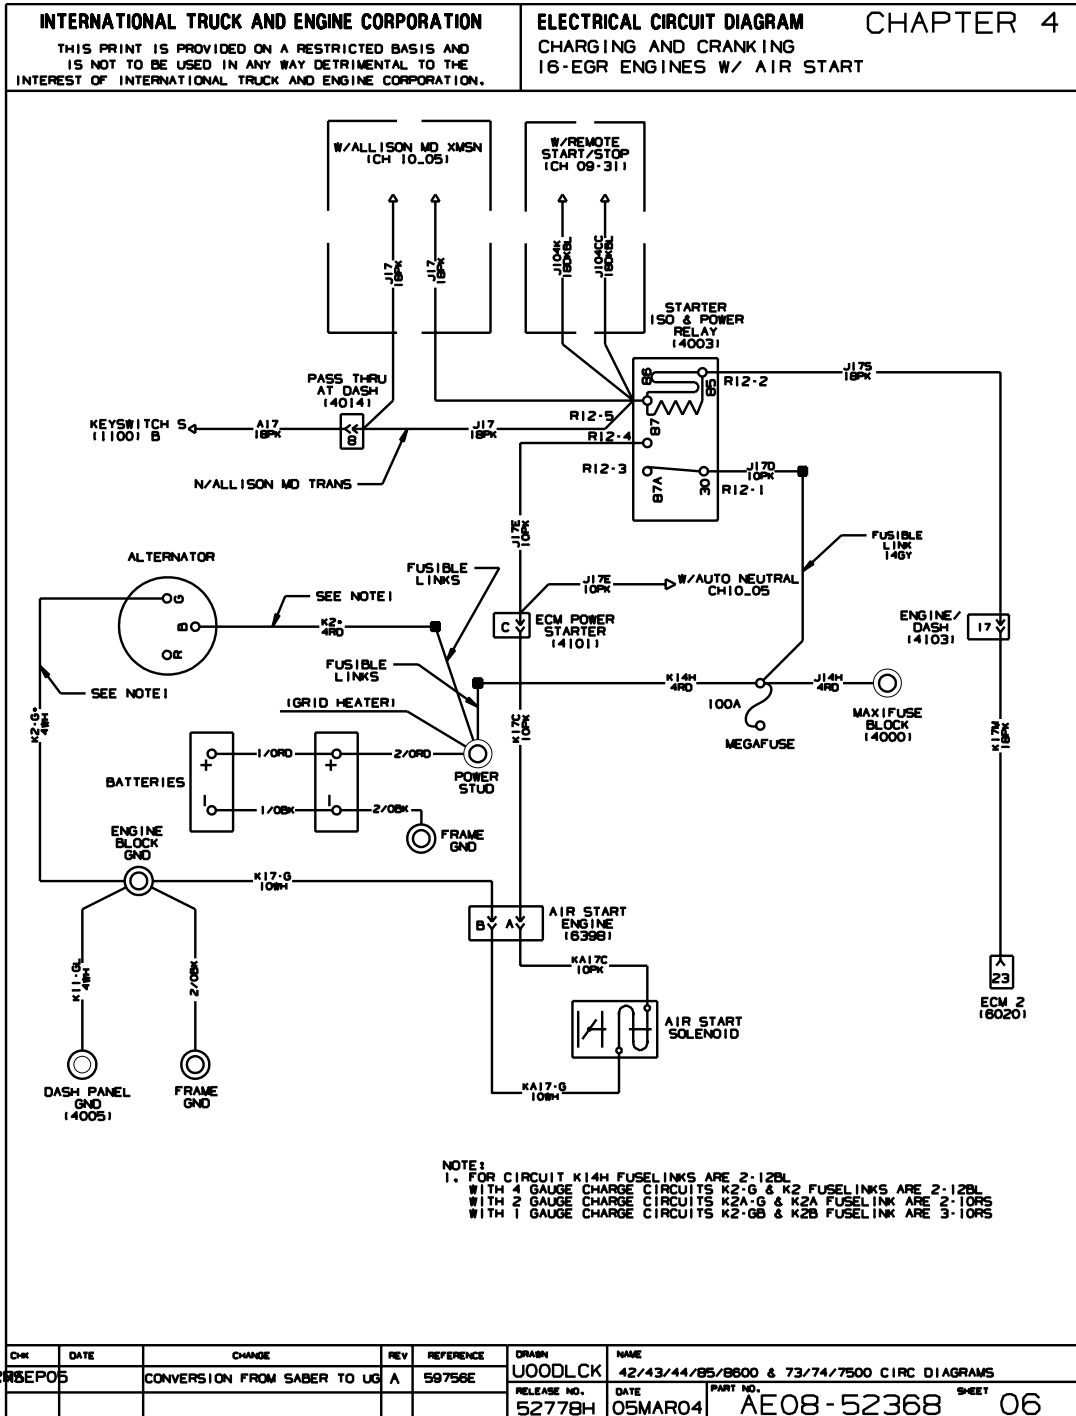 INTERNATIONAL TRUCK AND ENGINE CORPORATION
THIS PRINT IS PROVIDED ON A RESTRICTED BASIS AND
IS NOT TO BE USED IN ANY WAY DETRIMENTAL TO THE
INTEREST OF INTERNATIONAL TRUCK AND ENGINE CORPORATION.
ELECTRICAL CIRCUIT DIAGRAM
CHAPTER 4
CHARGING AND CRANKING
I6-EGR ENGINES W/ AIR START
W/ALLISON MD XMSN
(CH 10_05)
W/REMOTE
START/STOP
(CH 09-31)
J17
18PK
J17
18PK
J104K
18DKBL
J104CC
18DKBL
STARTER
ISO & POWER
RELAY
(4003)
86
85
R12-2
J17S
18PK
PASS THRU
AT DASH
(4014)
8
KEYSWITCH S
(1100) B
A17
18PK
J17
18PK
R12-5
R12-4
87
R12-3
87A
30
R12-1
J17D
10PK
N/ALLISON MD TRANS
J17E
10PK
FUSIBLE
LINK
14GY
ALTERNATOR
G
B
R
SEE NOTE1
K2*
4RD
FUSIBLE
LINKS
J17E
10PK
W/AUTO NEUTRAL
CH10_05
C
ECM POWER
STARTER
(4101)
ENGINE/
DASH
(4103)
17
SEE NOTE1
K2-G*
4WH
FUSIBLE
LINKS
(GRID HEATER)
K14H
4RD
100A
MEGAFUSE
J14H
4RD
MAXIFUSE
BLOCK
(4000)
K17C
10PK
K17M
18PK
BATTERIES
+
1/0RD
+
2/0RD
POWER
STUD
1/0BK
2/0BK
FRAME
GND
ENGINE
BLOCK
GND
K17-G
10WH
B
A
AIR START
ENGINE
(6398)
KA17C
10PK
K11-GL
4WH
2/0BK
23
ECM 2
(6020)
AIR START
SOLENOID
KA17-G
10WH
DASH PANEL
GND
(4005)
FRAME
GND
NOTE:
1. FOR CIRCUIT K14H FUSELINKS ARE 2-12BL
WITH 4 GAUGE CHARGE CIRCUITS K2-G & K2 FUSELINKS ARE 2-12BL
WITH 2 GAUGE CHARGE CIRCUITS K2A-G & K2A FUSELINK ARE 2-10RS
WITH 1 GAUGE CHARGE CIRCUITS K2-GB & K2B FUSELINK ARE 3-10RS
CHK
DATE
CHANGE
REV
REFERENCE
DRAWN
NAME
CONVERSION FROM SABER TO UG
A
59756E
UOODLCK
42/43/44/85/8600 & 73/74/7500 CIRC DIAGRAMS
RELEASE NO.
DATE
PART NO.
SHEET
52778H
05MAR04
AE08-52368
06